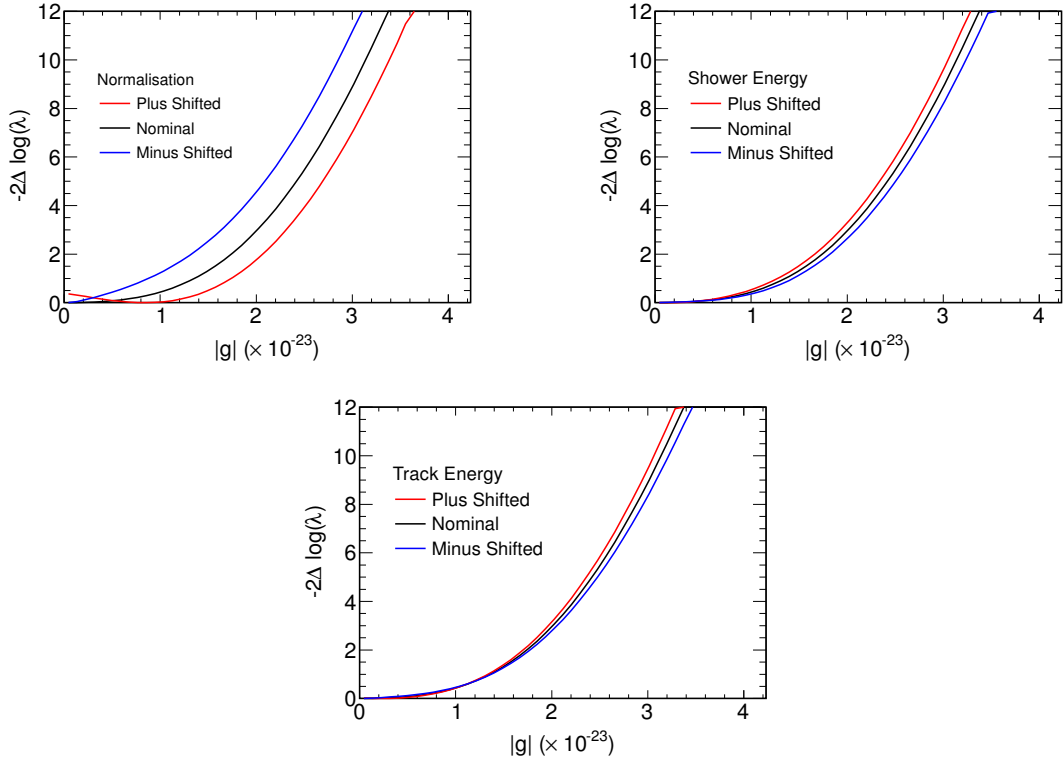 12
10
8
6
4
2
0
-2Δ log(λ)
Normalisation
Plus Shifted
Nominal
Minus Shifted
0 2 4
|g| (× 10⁻²³)
12
10
8
6
4
2
0
-2Δ log(λ)
Shower Energy
Plus Shifted
Nominal
Minus Shifted
0 1 2 3 4
|g| (× 10⁻²³)
12
10
8
6
4
2
0
-2Δ log(λ)
Track Energy
Plus Shifted
Nominal
Minus Shifted
0 1 2 3 4
|g| (× 10⁻²³)